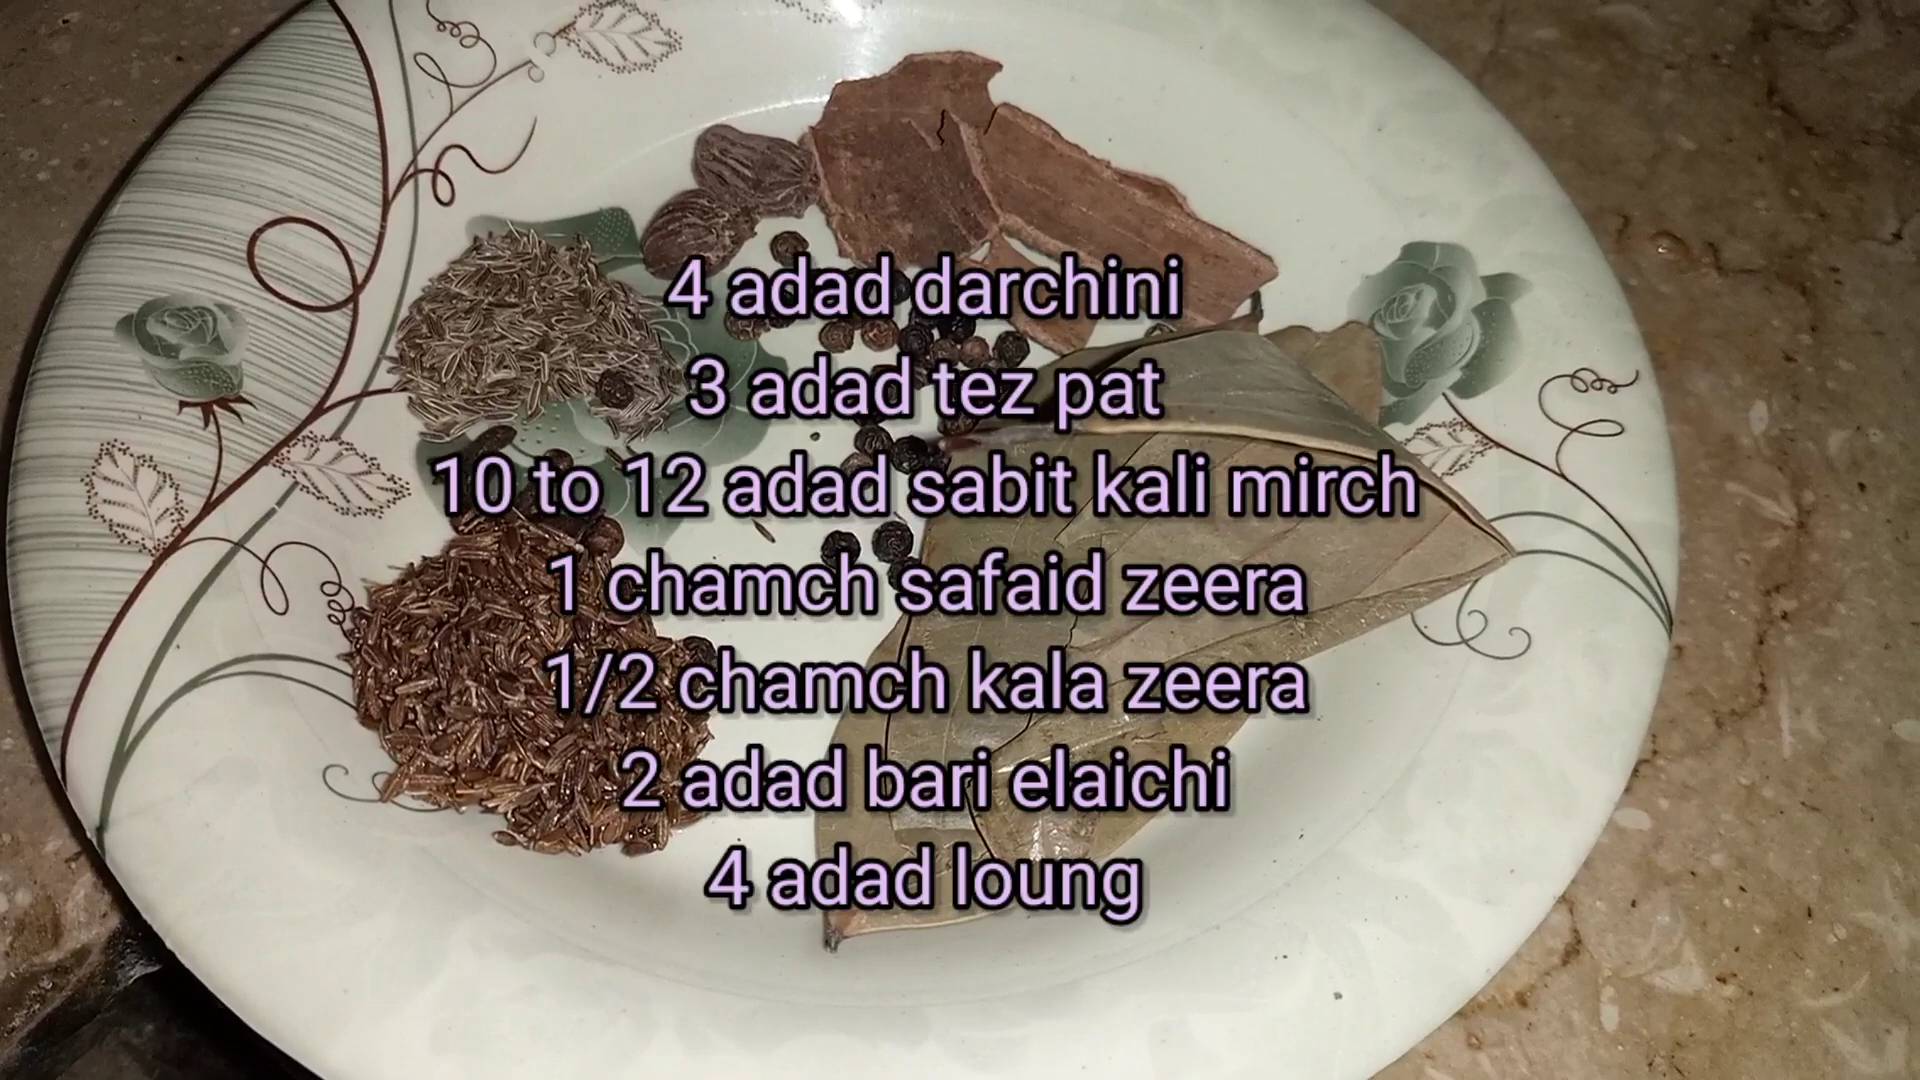 4 adad darchini
3 adad tez pat
10 to 12 adad sabit kali mirch
1 chamch safaid zeera
1/2 chamch kala zeera
2 adad bari elaichi
4 adad loung